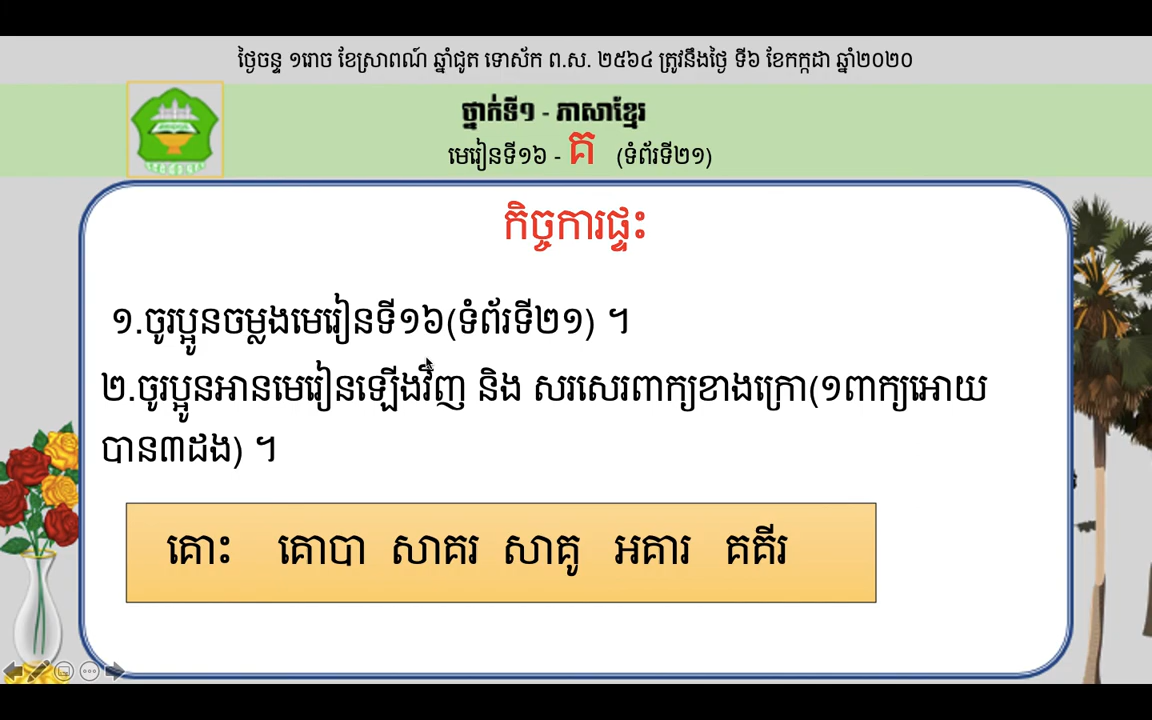 ថ្ងៃចន្ទ ១រោច ខែស្រាពណ៍ ឆ្នាំជូត ទោស័ក ព.ស. ២៥៦៤ ត្រូវនឹងថ្ងៃ ទី៦ ខែកក្កដា ឆ្នាំ២០២០
ថ្នាក់ទី១ - ភាសាខ្មែរ
មេរៀនទី១៦ - គ (ទំព័រទី២១)
កិច្ចការផ្ទះ
១.ចូរប្អូនចម្លងមេរៀនទី១៦(ទំព័រទី២១) ។
២.ចូរប្អូនអានមេរៀនឡើងវិញ និង សរសេរពាក្យខាងក្រោ(១ពាក្យអោយ
បាន៣ដង) ។
គោះ គោបា សាគរ សាគូ អគារ គគីរ